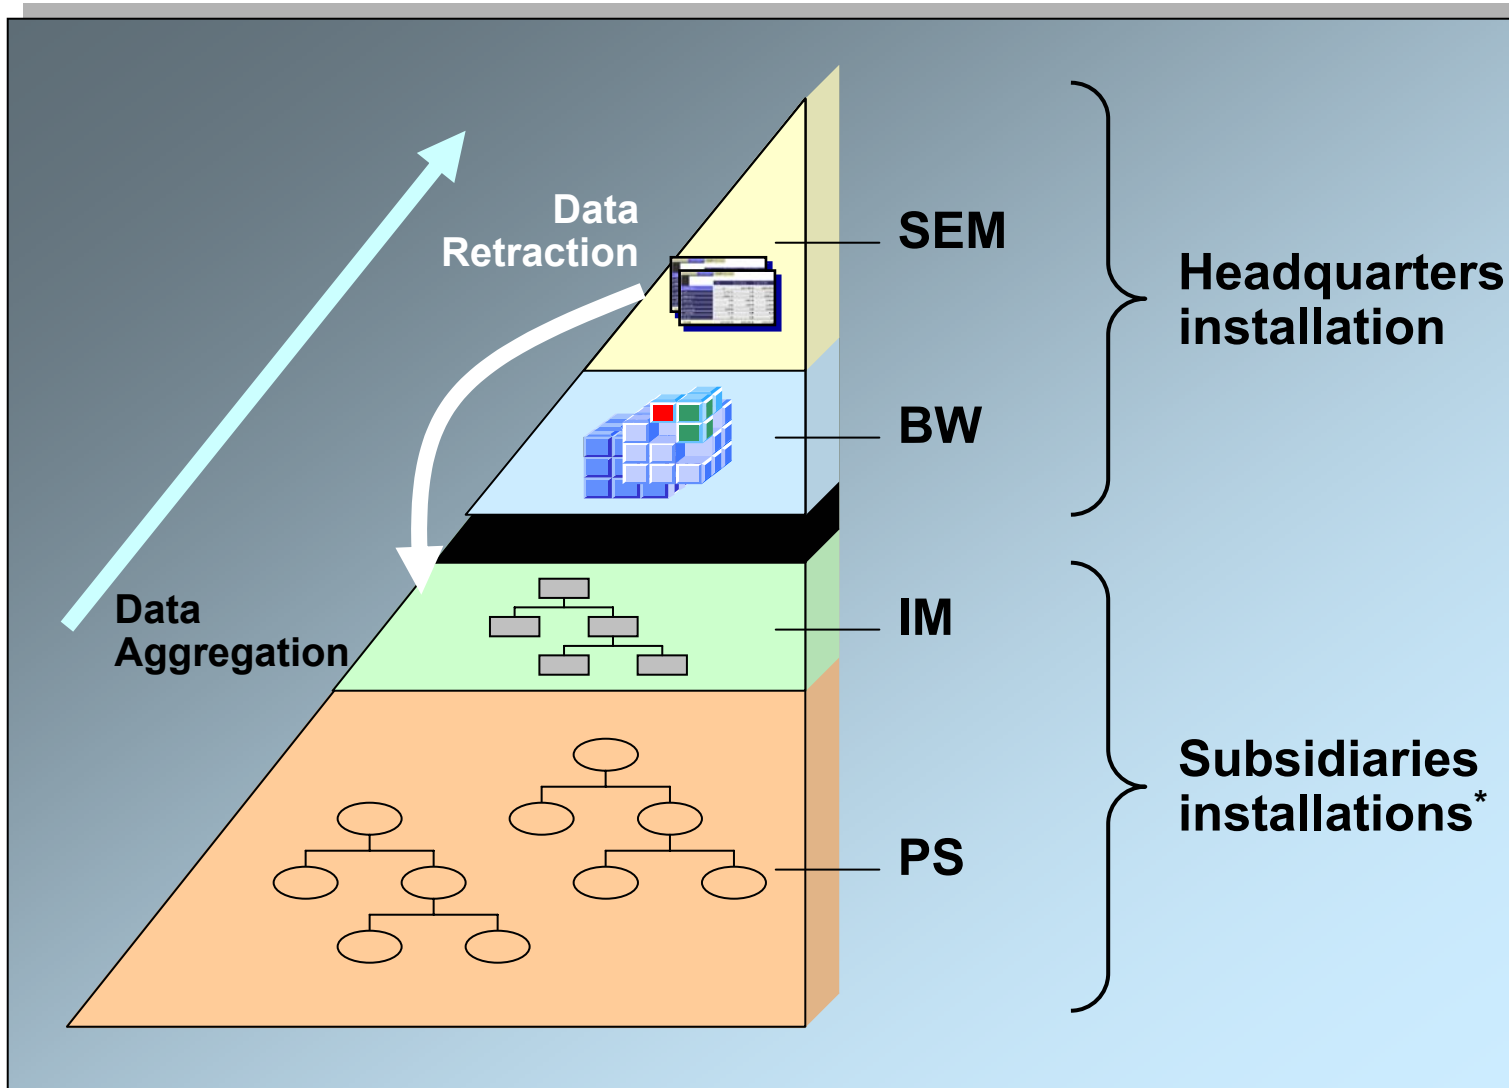 Data
Retraction
SEM
Headquarters
installation
BW
Data
Aggregation
IM
Subsidiaries
installations*
PS